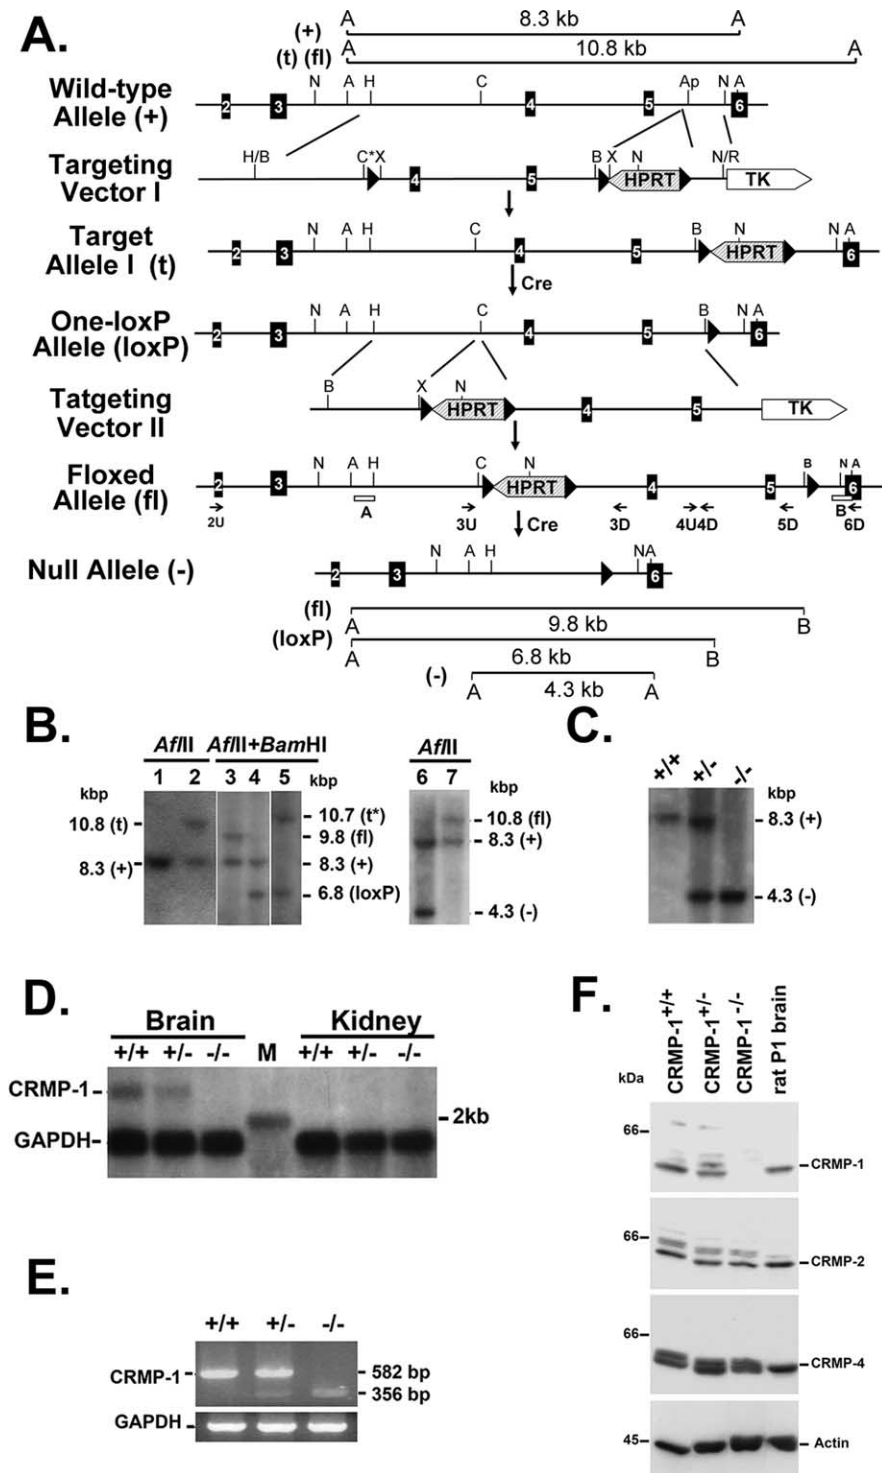 A.
A 8.3 kb A
(+)
A 10.8 kb A
(t) (fl)
Wild-type Allele (+)
N A H C Ap N A
2 3 4 5 6
Targeting Vector I
H/B C*X B X N N/R
4 5 HPRT TK
Target Allele I (t)
N A H C B N N A
2 3 4 5 HPRT 6
Cre
One-loxP Allele (loxP)
N A H C B N A
2 3 4 5 6
Tatgeting Vector II
B X N
HPRT 4 5 TK
Floxed Allele (fl)
N A H C N B N A
2 3 HPRT 4 5 6
2U A 3U Cre 3D 4U4D 5D B 6D
Null Allele (-)
N A H N A
2 3 6
(fl)
A 9.8 kb B
(loxP)
A 6.8 kb B
(-)
A 4.3 kb A
B.
AflII AflII+BamHI
kbp 1 2 3 4 5 kbp
10.8 (t)
8.3 (+)
10.7 (t*)
9.8 (fl)
8.3 (+)
6.8 (loxP)
AflII
6 7
10.8 (fl)
8.3 (+)
4.3 (-)
C.
+/+ +/- -/-
kbp
8.3 (+)
4.3 (-)
D.
Brain Kidney
+/+ +/- -/- M +/+ +/- -/-
CRMP-1
2kb
GAPDH
E.
+/+ +/- -/-
CRMP-1
582 bp
356 bp
GAPDH
F.
CRMP-1+/+
CRMP-1+/-
CRMP-1-/-
rat P1 brain
kDa
66
CRMP-1
66
CRMP-2
66
CRMP-4
45
Actin